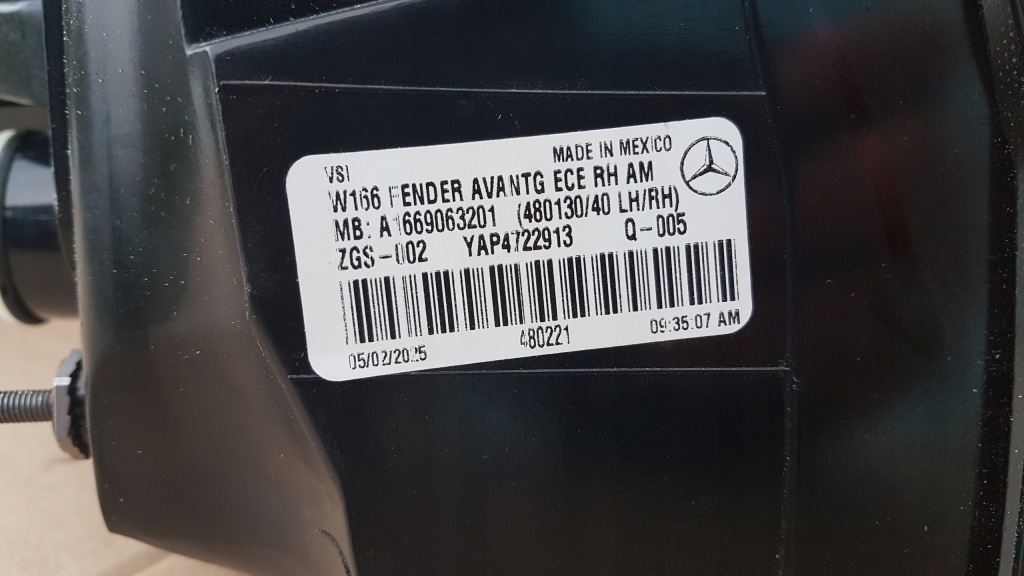 VSI MADE IN MEXICO
W166 FENDER AVANTG ECE RH AM
MB: A1669063201 (480130/40 LH/RH)
ZGS-002 YAP4722913 Q-005
05/02/2025 480221 09:35:07 AM